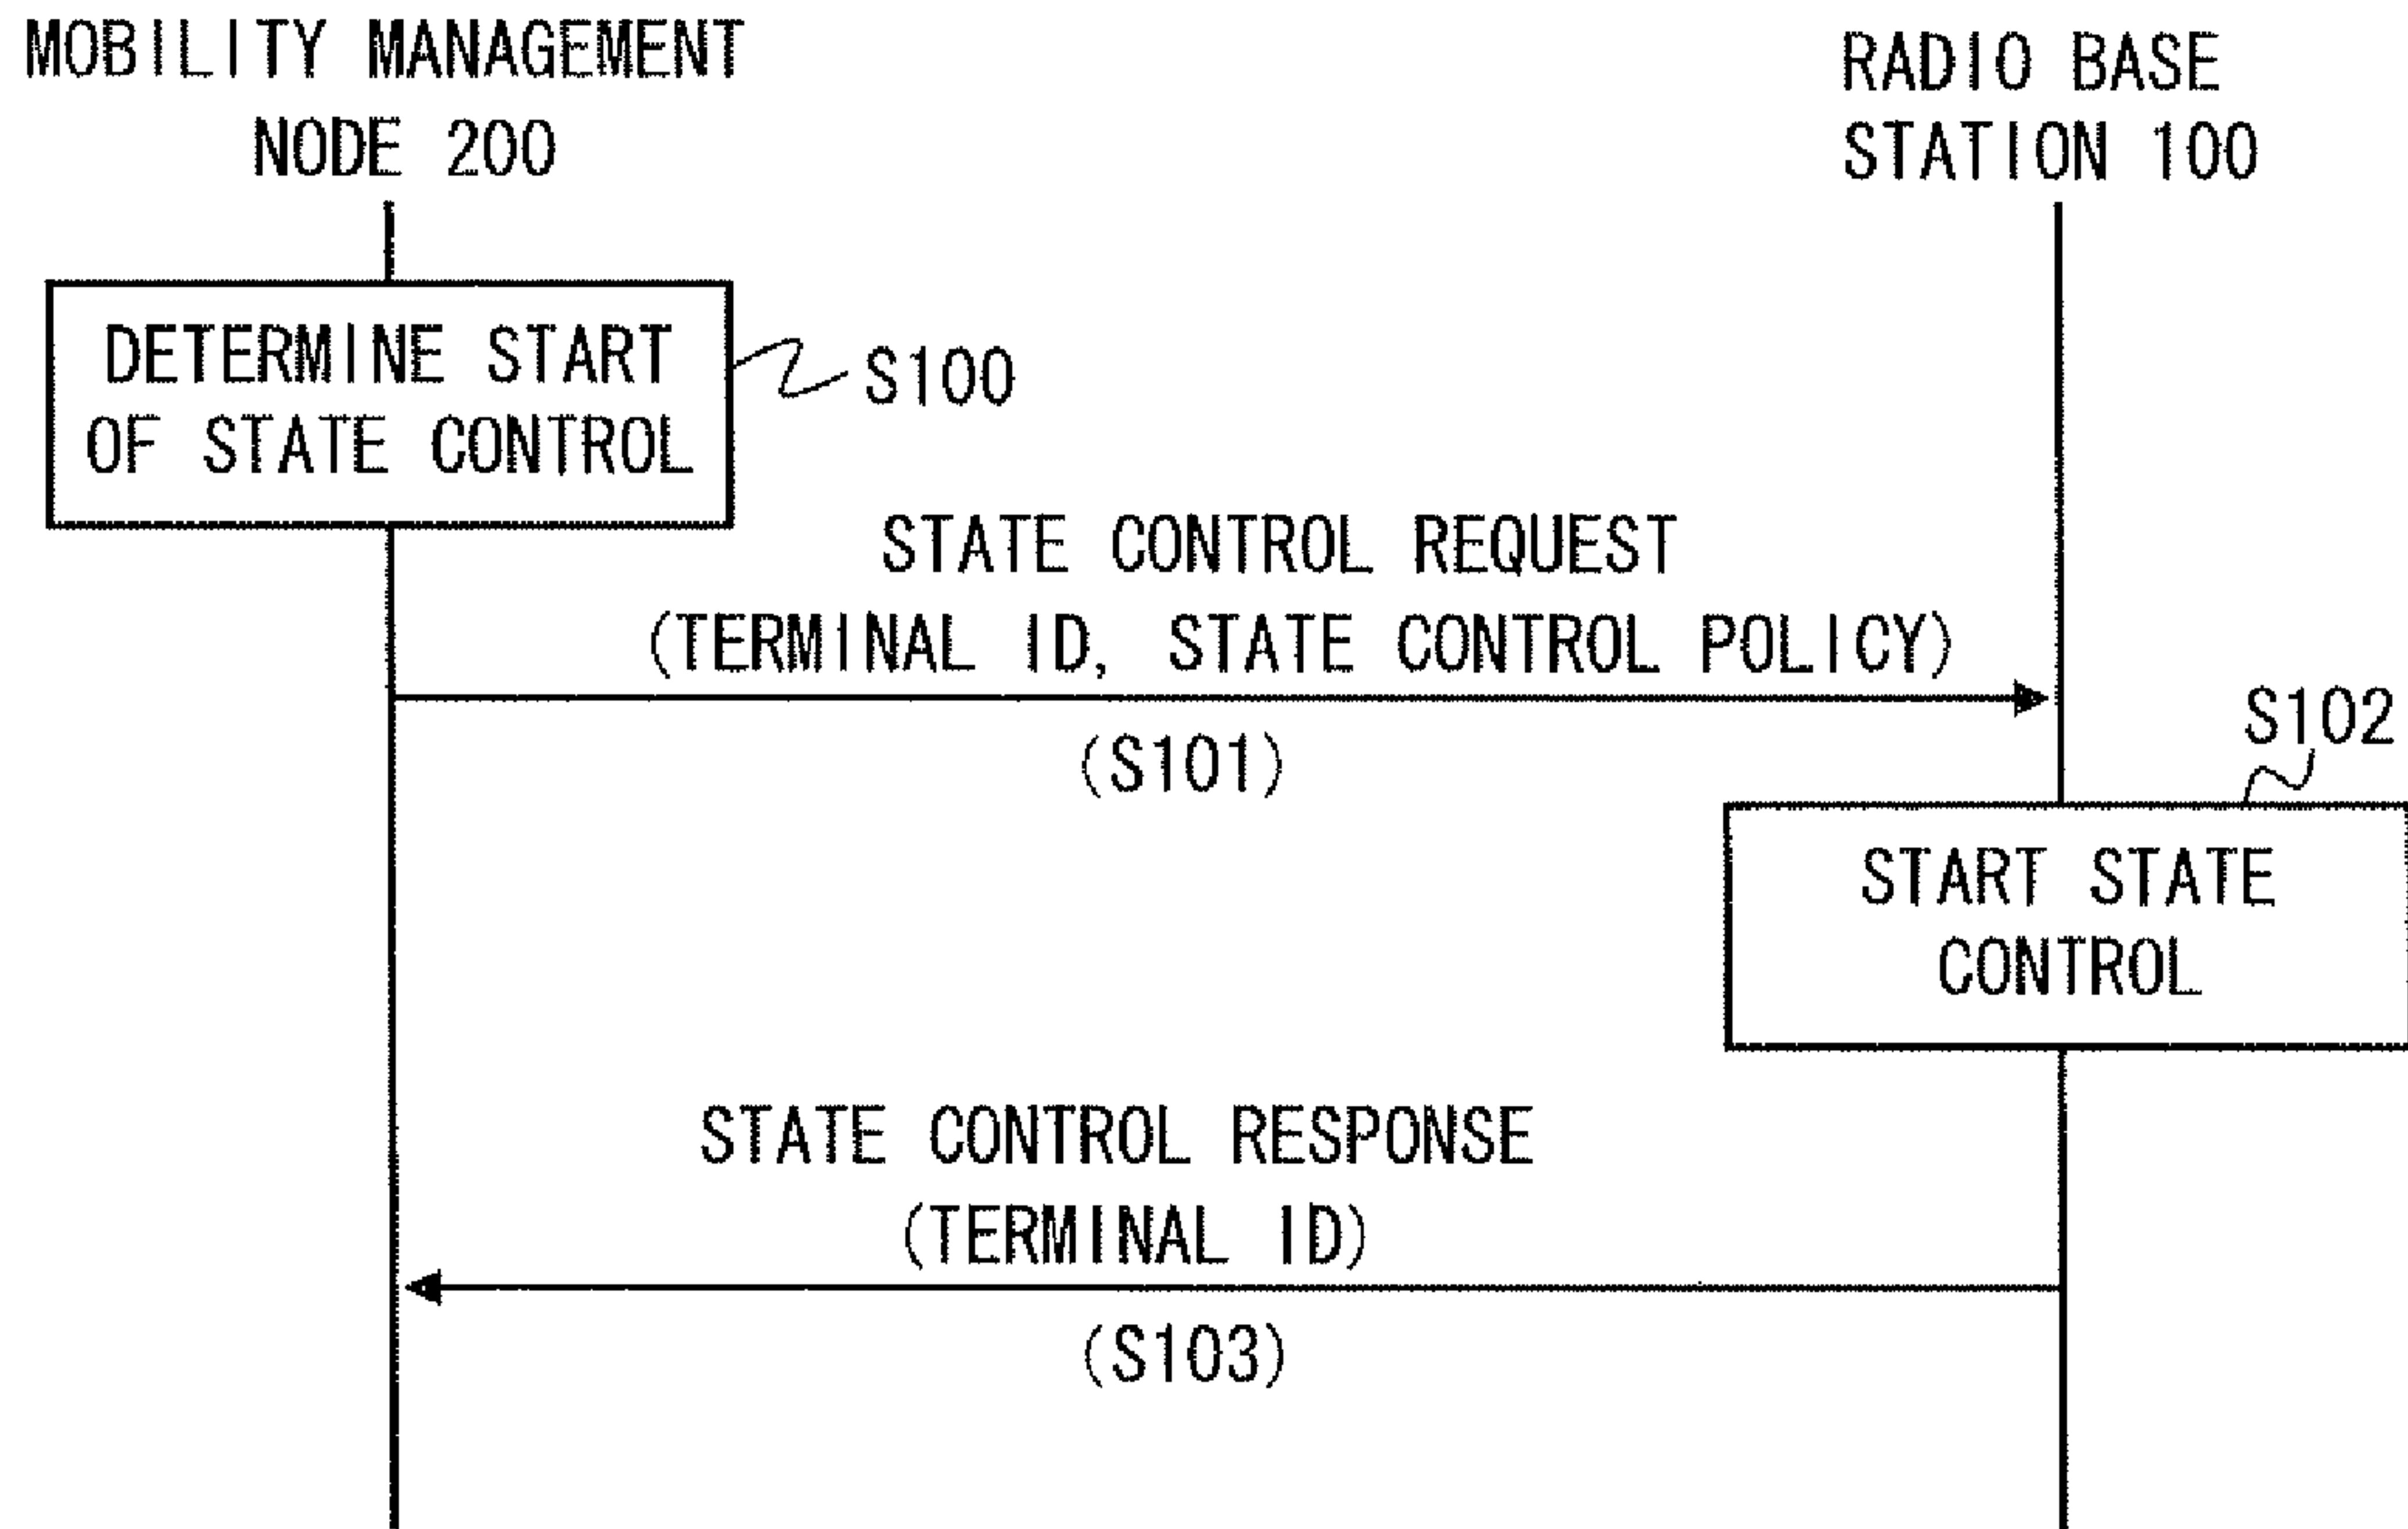 MOBILITY MANAGEMENT
NODE 200
RADIO BASE
STATION 100
DETERMINE START
OF STATE CONTROL
S100
STATE CONTROL REQUEST
(TERMINAL ID, STATE CONTROL POLICY)
(S101)
S102
START STATE
CONTROL
STATE CONTROL RESPONSE
(TERMINAL ID)
(S103)